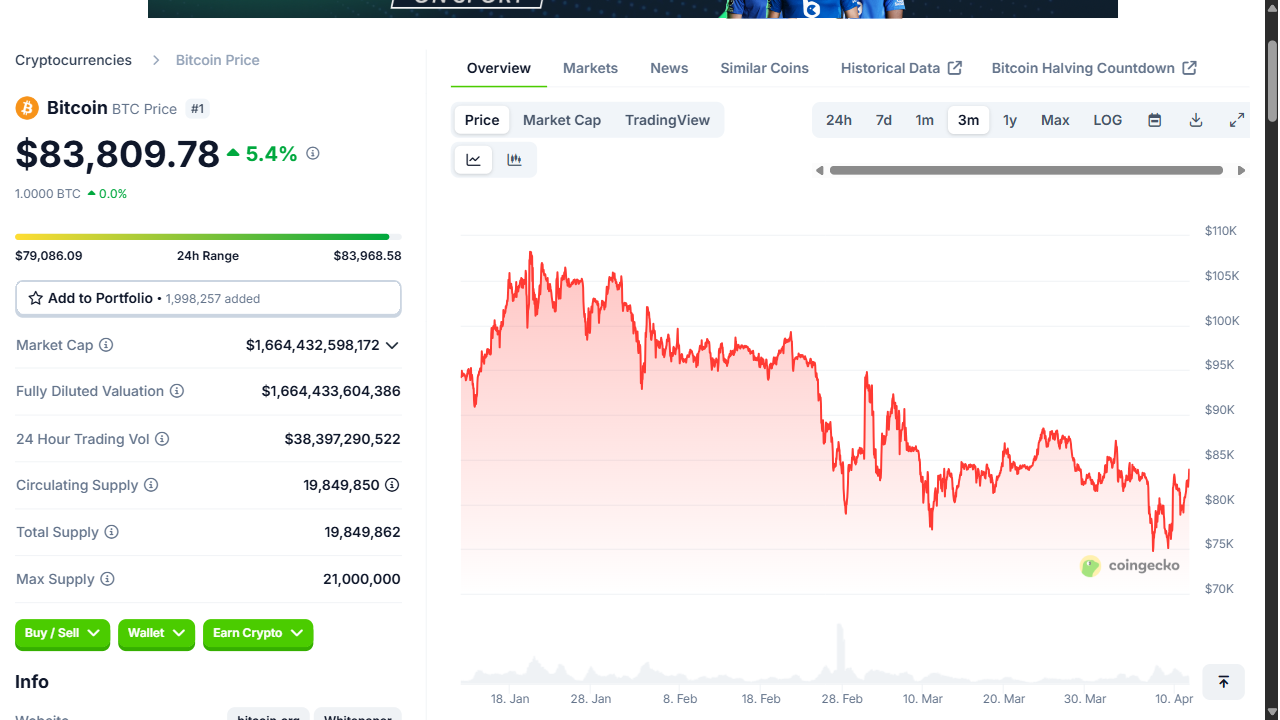 ON SPORT
Cryptocurrencies > Bitcoin Price
Bitcoin BTC Price #1
$83,809.78 5.4%
1.0000 BTC 0.0%
$79,086.09 24h Range $83,968.58
Add to Portfolio • 1,998,257 added
Market Cap $1,664,432,598,172
Fully Diluted Valuation $1,664,433,604,386
24 Hour Trading Vol $38,397,290,522
Circulating Supply 19,849,850
Total Supply 19,849,862
Max Supply 21,000,000
Buy / Sell Wallet Earn Crypto
Info
Website bitcoin.org Whitepaper
Overview Markets News Similar Coins Historical Data Bitcoin Halving Countdown
Price Market Cap TradingView 24h 7d 1m 3m 1y Max LOG
$110K
$105K
$100K
$95K
$90K
$85K
$80K
$75K
$70K
coingecko
18. Jan 28. Jan 8. Feb 18. Feb 28. Feb 10. Mar 20. Mar 30. Mar 10. Apr